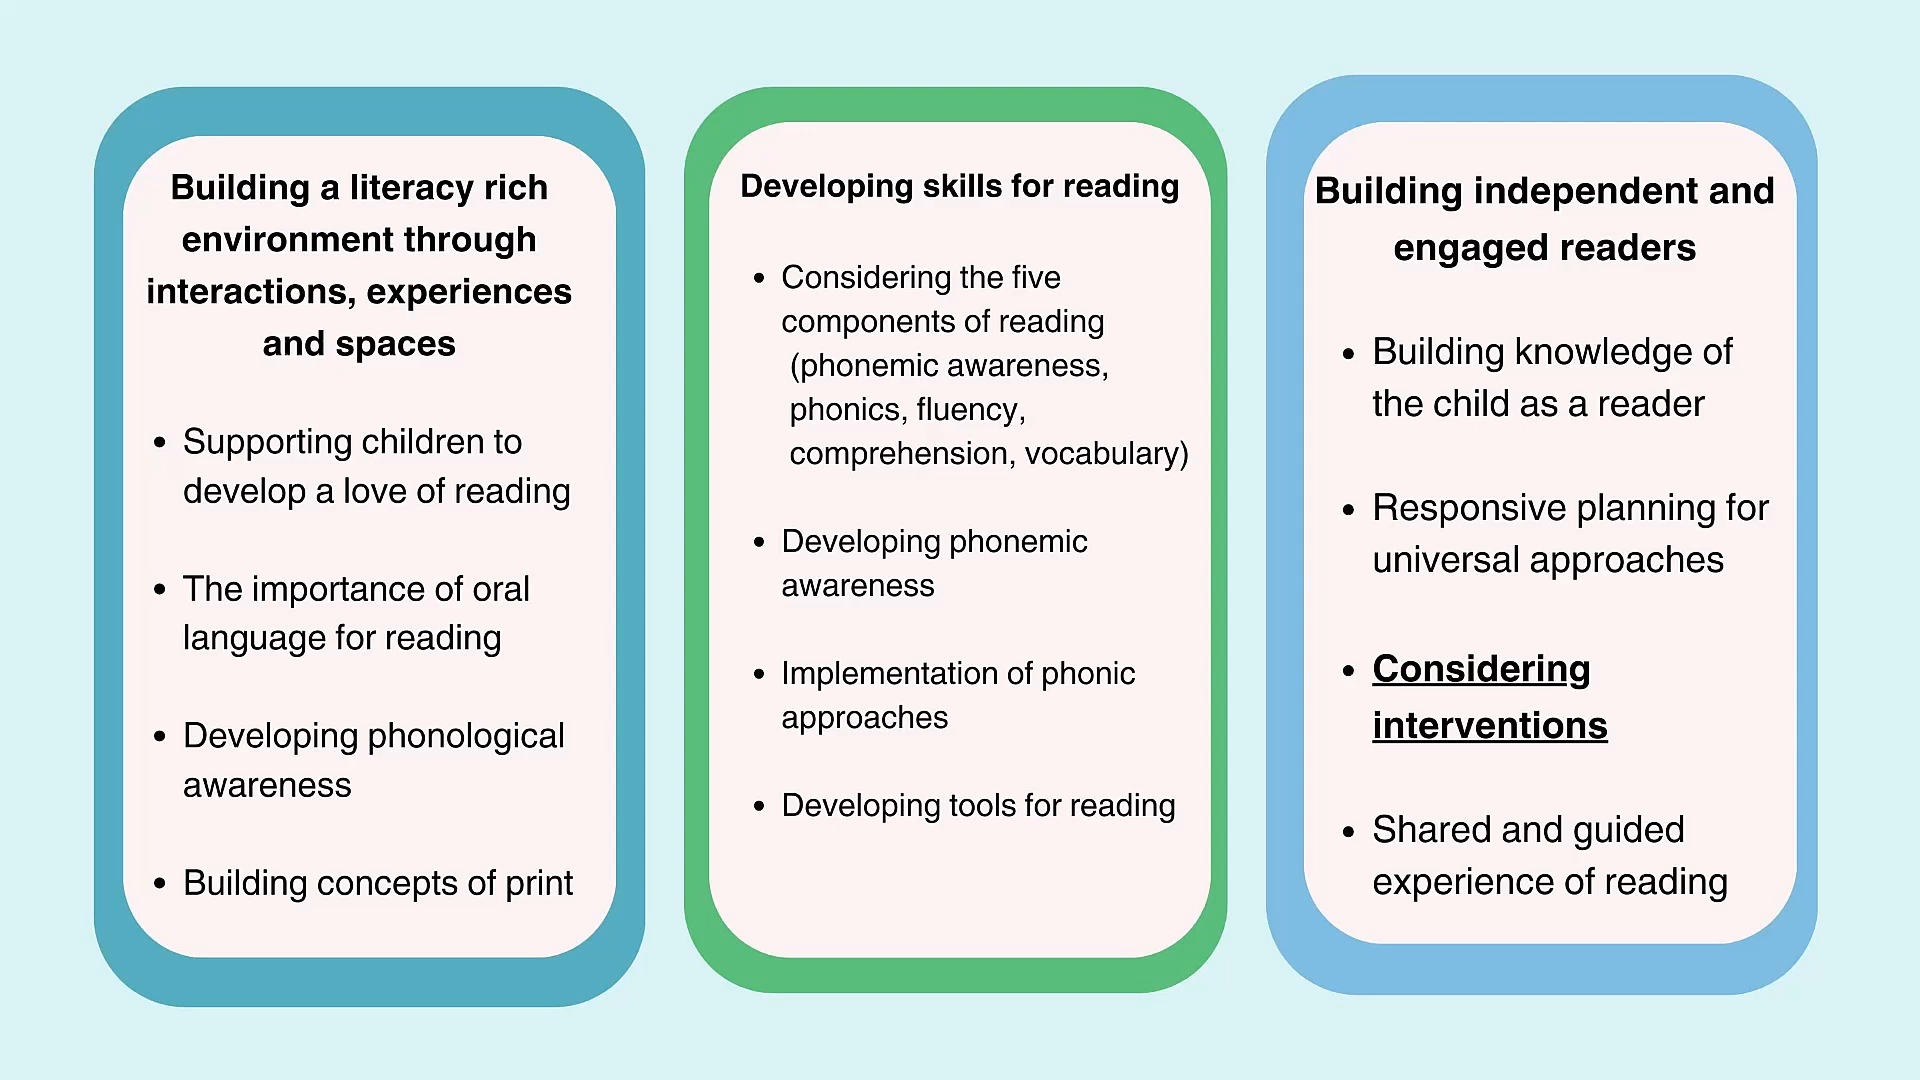 Building a literacy rich
environment through
interactions, experiences
and spaces
• Supporting children to
develop a love of reading
• The importance of oral
language for reading
• Developing phonological
awareness
• Building concepts of print
Developing skills for reading
• Considering the five
components of reading
(phonemic awareness,
phonics, fluency,
comprehension, vocabulary)
• Developing phonemic
awareness
• Implementation of phonic
approaches
• Developing tools for reading
Building independent and
engaged readers
• Building knowledge of
the child as a reader
• Responsive planning for
universal approaches
• Considering
interventions
• Shared and guided
experience of reading